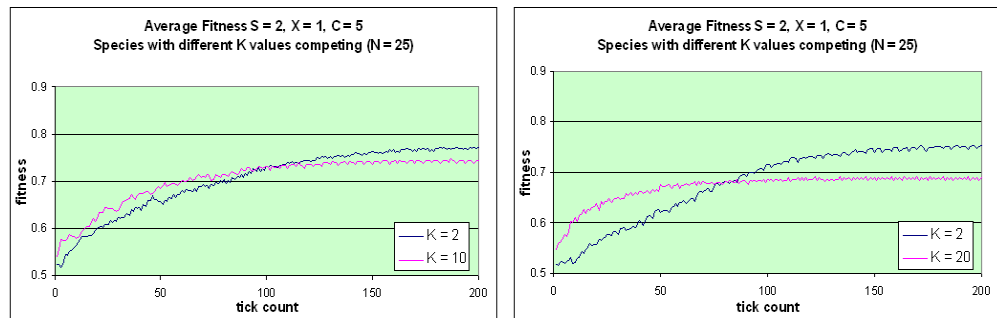 Average Fitness S = 2, X = 1, C = 5
Species with different K values competing (N = 25)
0.9
0.8
0.7
0.6
0.5
fitness
0
50
100
150
200
tick count
K = 2
K = 10
Average Fitness S = 2, X = 1, C = 5
Species with different K values competing (N = 25)
0.9
0.8
0.7
0.6
0.5
fitness
0
50
100
150
200
tick count
K = 2
K = 20